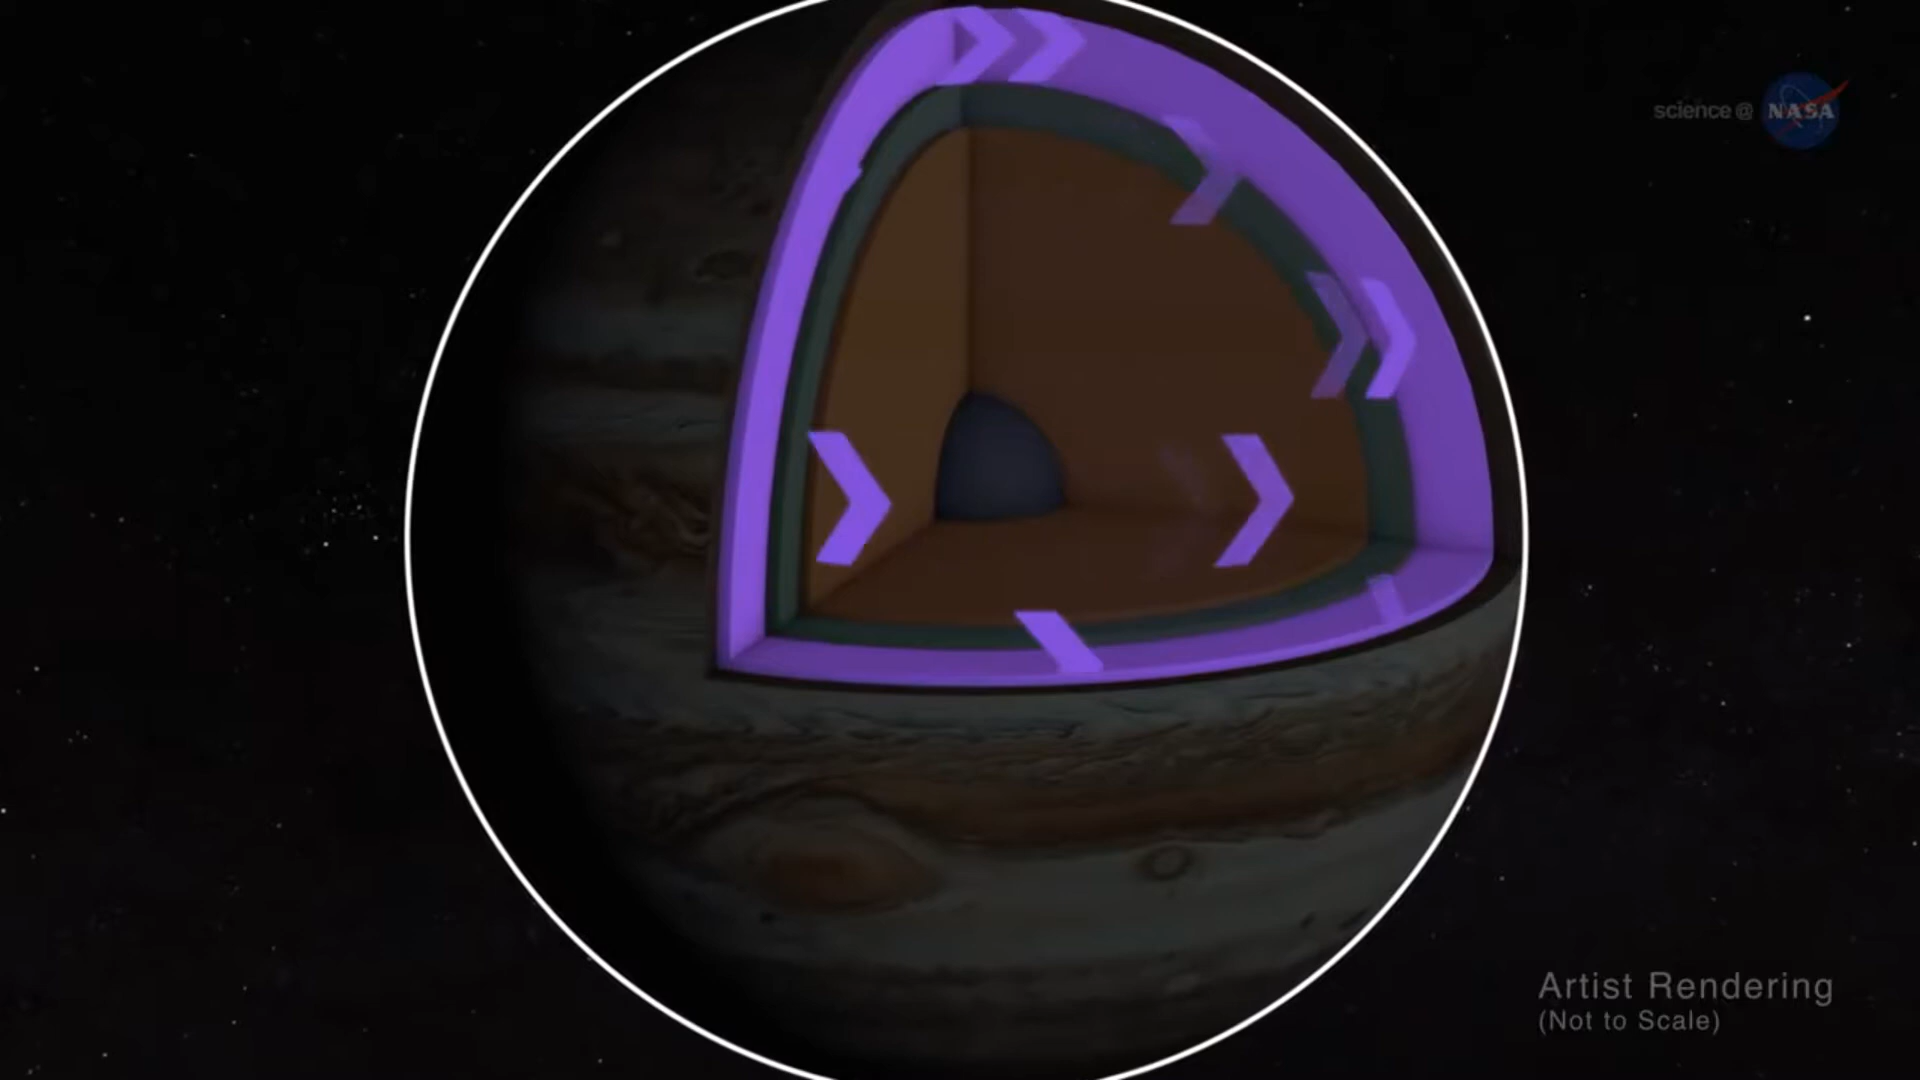 science@ NASA
Artist Rendering
(Not to Scale)